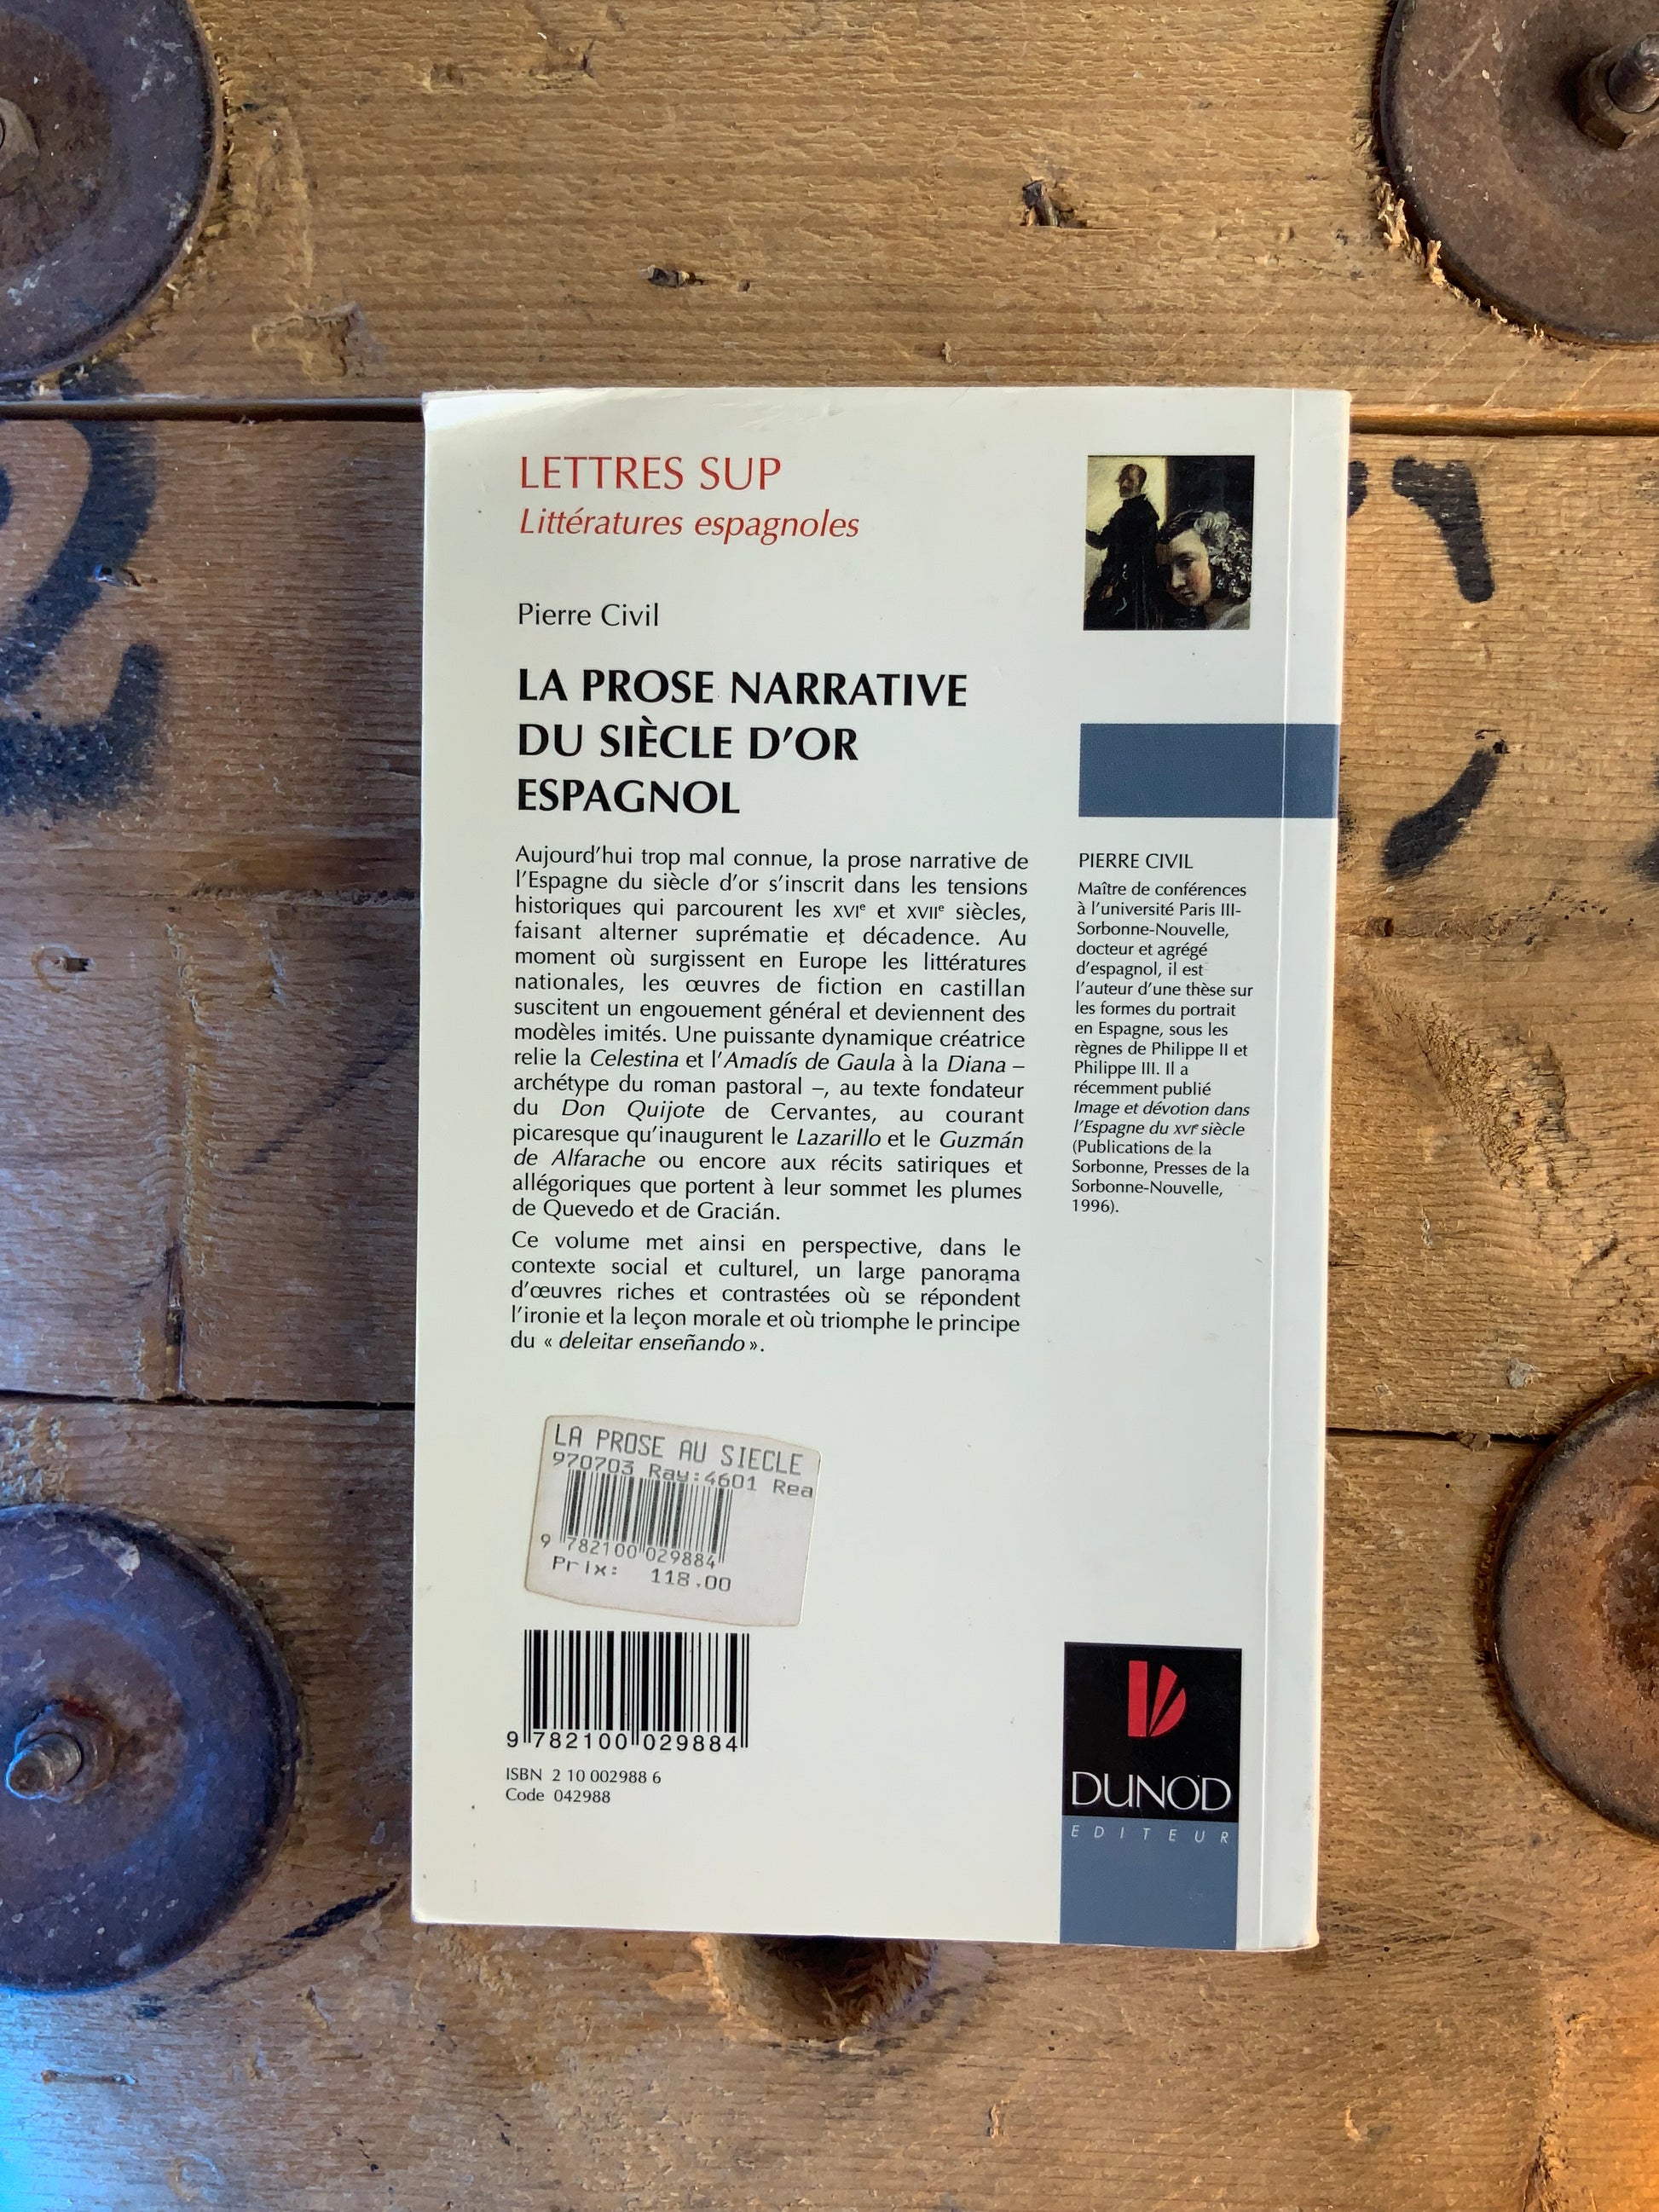 LETTRES SUP
Littératures espagnoles
Pierre Civil
LA PROSE NARRATIVE
DU SIÈCLE D'OR
ESPAGNOL
Aujourd'hui trop mal connue, la prose narrative de
l'Espagne du siècle d'or s'inscrit dans les tensions
historiques qui parcourent les XVIe et XVIIe siècles,
faisant alterner suprématie et décadence. Au
moment où surgissent en Europe les littératures
nationales, les œuvres de fiction en castillan
suscitent un engouement général et deviennent des
modèles imités. Une puissante dynamique créatrice
relie la Celestina et l'Amadís de Gaula à la Diana –
archétype du roman pastoral –, au texte fondateur
du Don Quijote de Cervantes, au courant
picaresque qu'inaugurent le Lazarillo et le Guzmán
de Alfarache ou encore aux récits satiriques et
allégoriques que portent à leur sommet les plumes
de Quevedo et de Gracián.
Ce volume met ainsi en perspective, dans le
contexte social et culturel, un large panorama
d'œuvres riches et contrastées où se répondent
l'ironie et la leçon morale et où triomphe le principe
du « deleitar enseñando ».
PIERRE CIVIL
Maître de conférences
à l'université Paris III-
Sorbonne-Nouvelle,
docteur et agrégé
d'espagnol, il est
l'auteur d'une thèse sur
les formes du portrait
en Espagne, sous les
règnes de Philippe II et
Philippe III. Il a
récemment publié
Image et dévotion dans
l'Espagne du XVIe siècle
(Publications de la
Sorbonne, Presses de la
Sorbonne-Nouvelle,
1996).
LA PROSE AU SIECLE
970703 Ray:4601 Rea
9 782100 029884
Prix: 118.00
9 782100 029884
ISBN 2 10 002988 6
Code 042988
DUNOD
EDITEUR